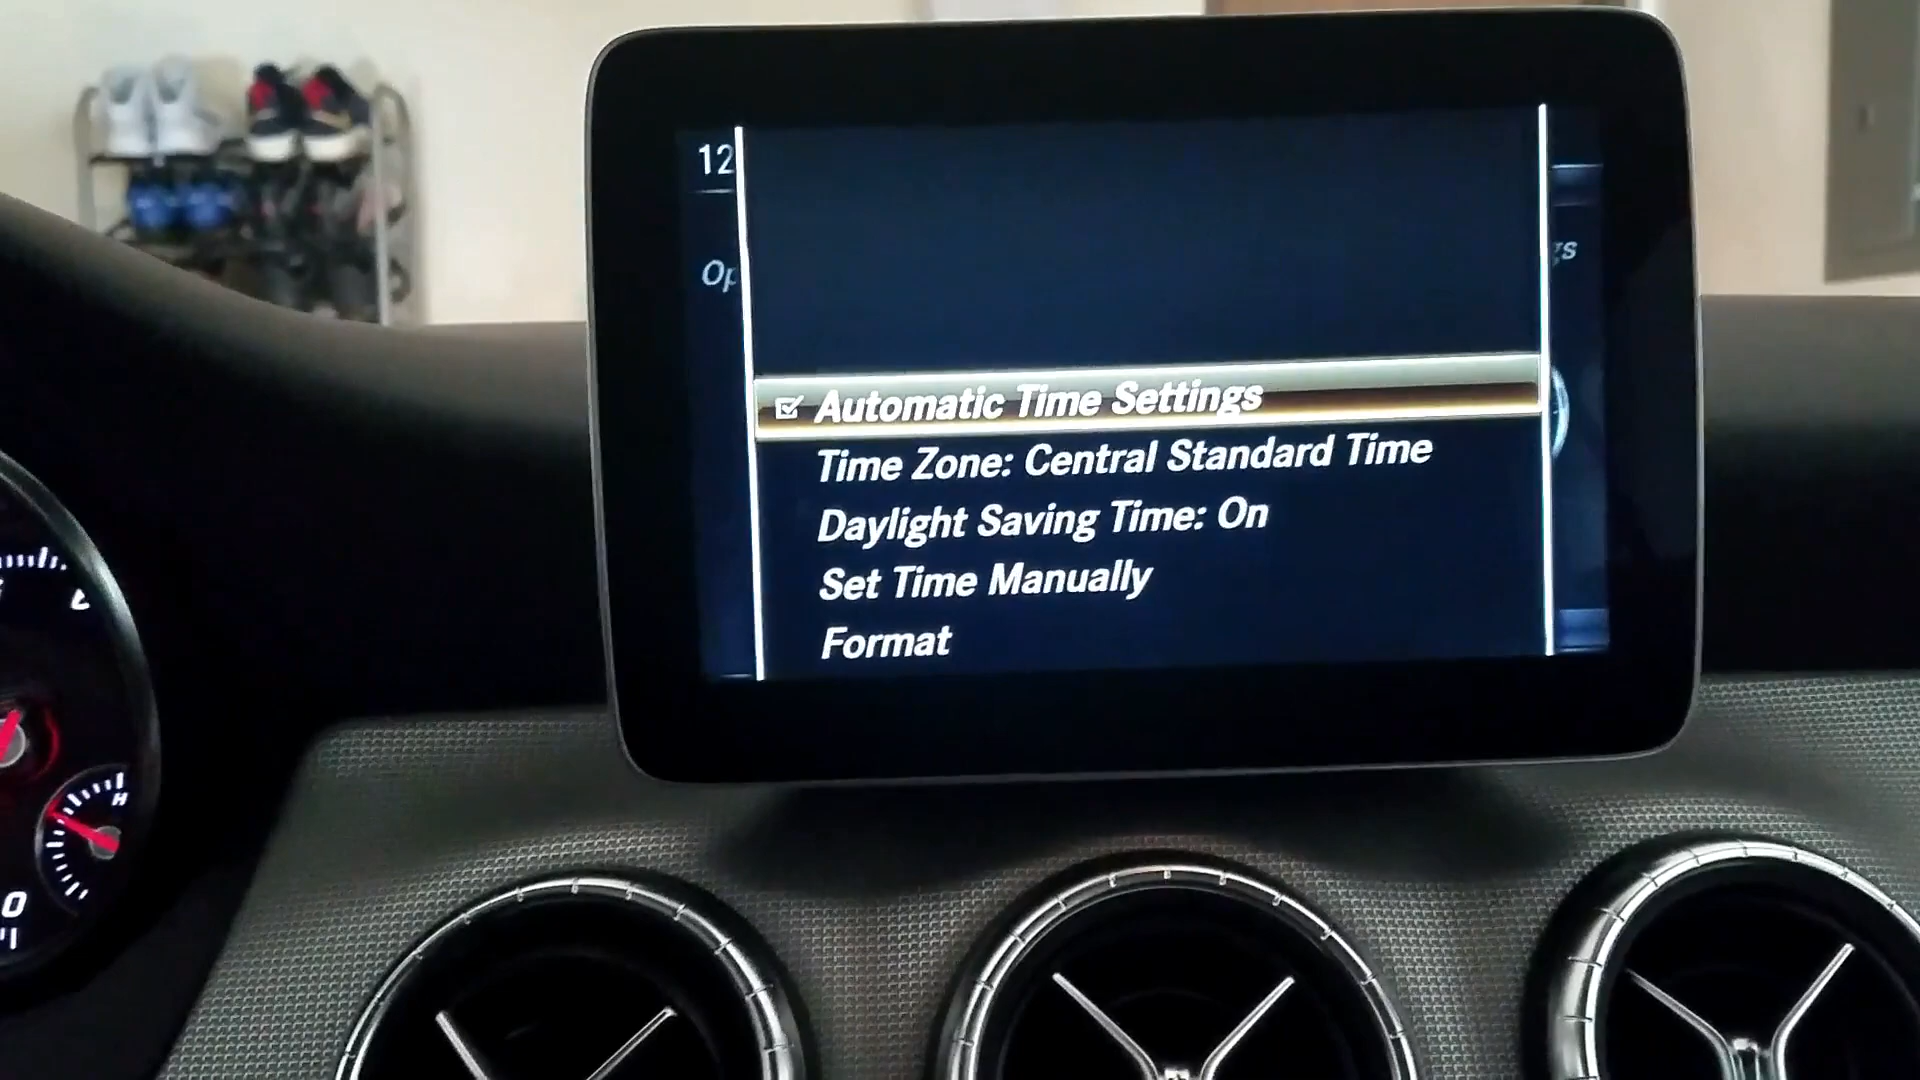 12
Automatic Time Settings
Time Zone: Central Standard Time
Daylight Saving Time: On
Set Time Manually
Format
H